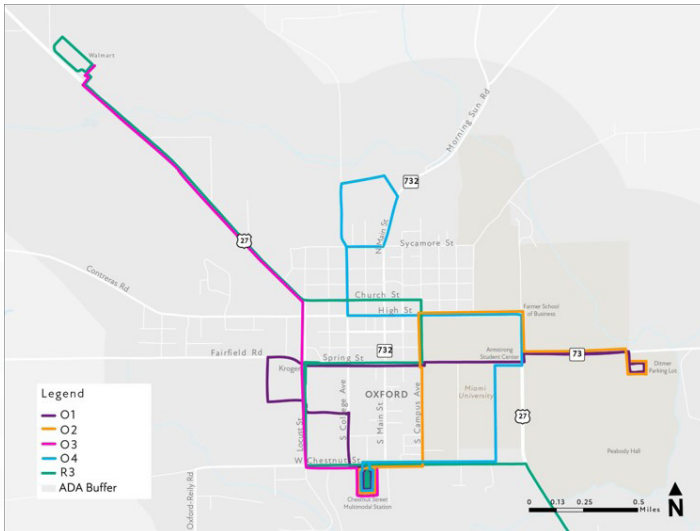 Walmart
Morning Sun Rd
732
N Main St
27
Sycamore St
Contreras Rd
Church St
High St
Farmer School
of Business
Fairfield Rd
732
Spring St
Armstrong
Student Center
73
Kroger
Ditmer
Parking Lot
Legend
O1
O2
O3
O4
R3
ADA Buffer
S College Ave
OXFORD
S Main St
S Campus Ave
Miami
University
27
Locust St
Peabody Hall
W Chestnut St
Oxford-Reily Rd
Chestnut Street
Multimodal Station
0 0.13 0.25 0.5
Miles
N